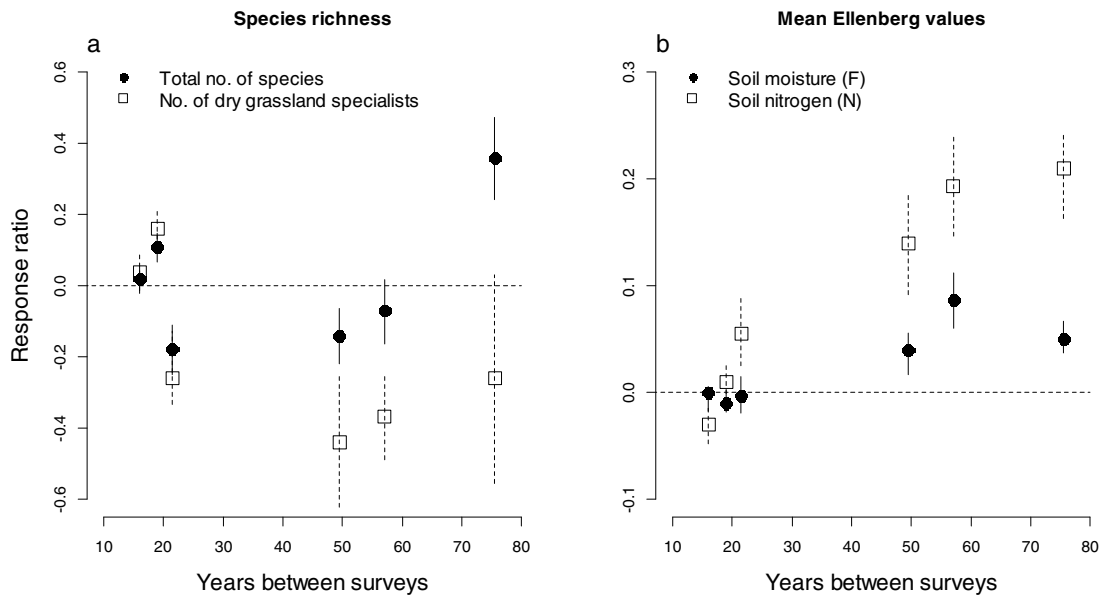 Species richness
a
Total no. of species
No. of dry grassland specialists
Response ratio
0.6
0.4
0.2
0.0
-0.2
-0.4
-0.6
10 20 30 40 50 60 70 80
Years between surveys
Mean Ellenberg values
b
Soil moisture (F)
Soil nitrogen (N)
0.3
0.2
0.1
0.0
-0.1
10 20 30 40 50 60 70 80
Years between surveys